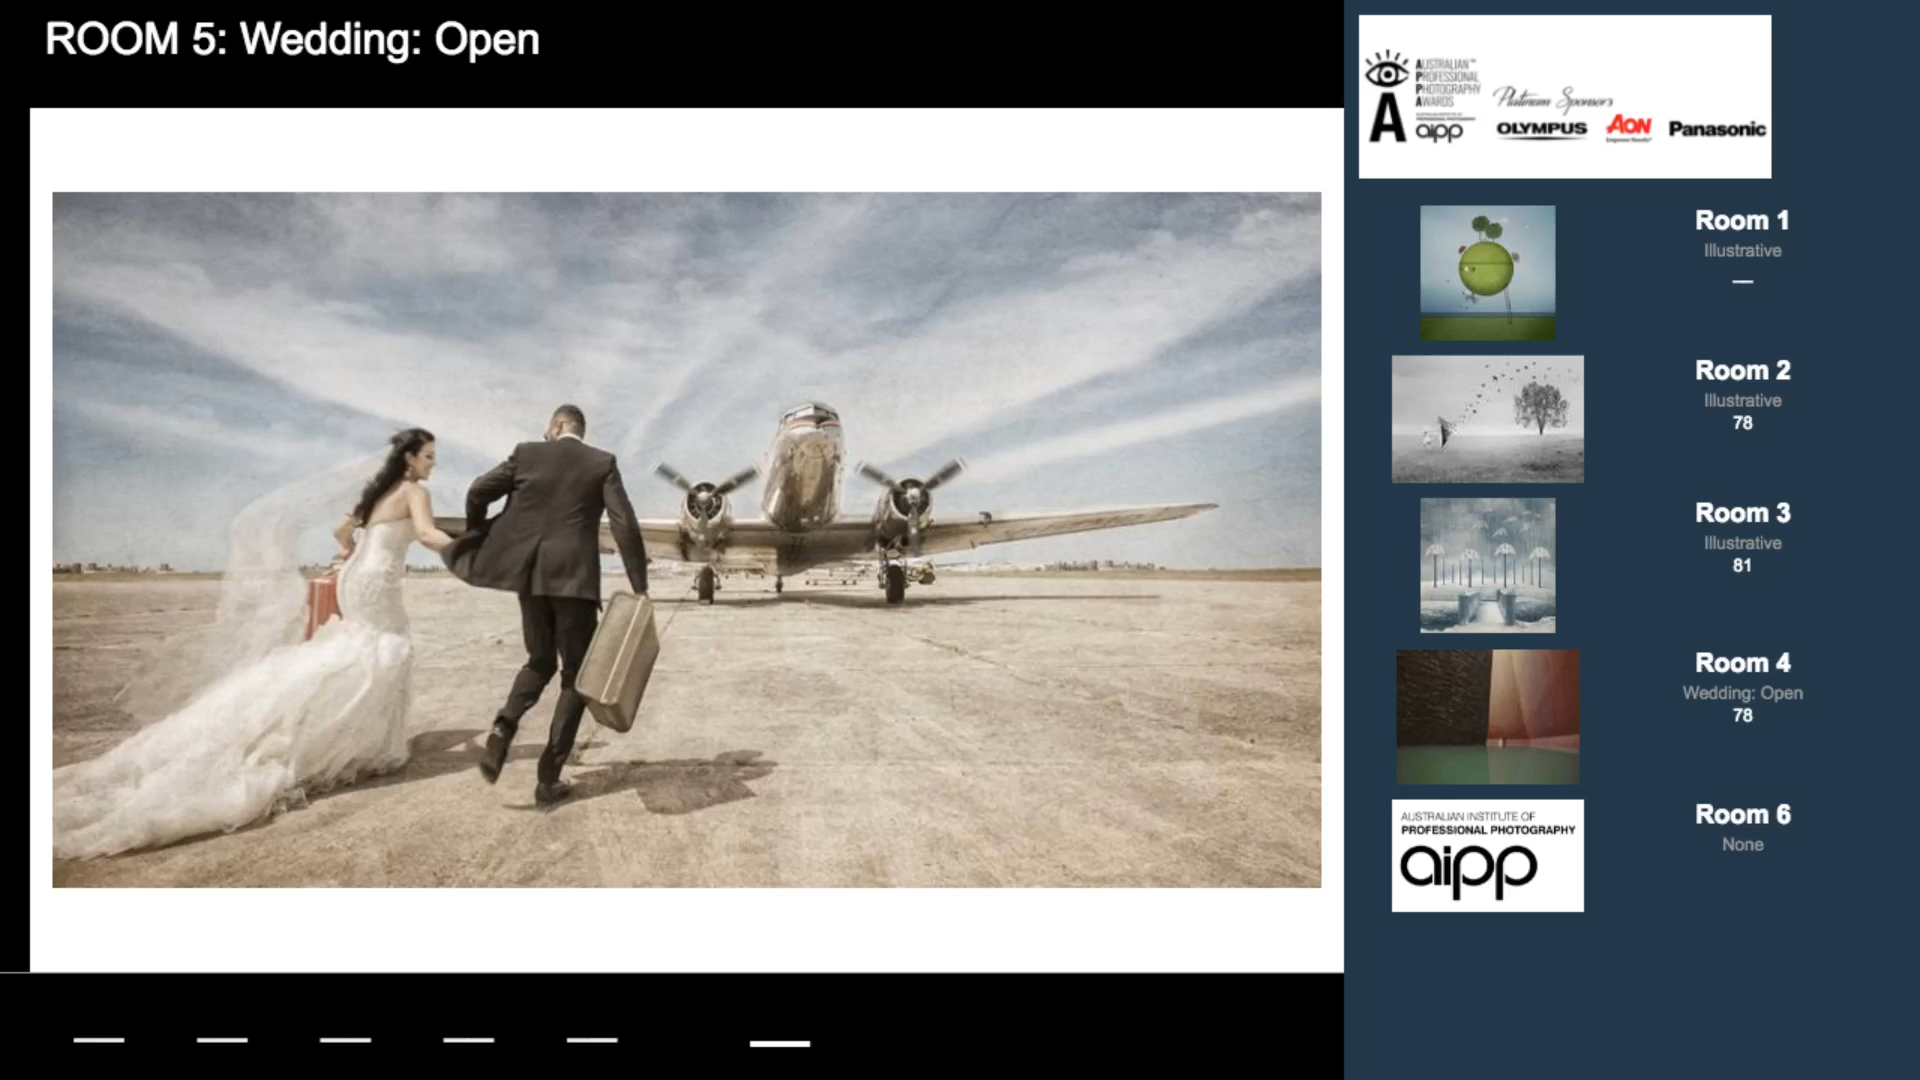 ROOM 5: Wedding: Open
AUSTRALIAN™
PROFESSIONAL
PHOTOGRAPHY
AWARDS
aipp
Platinum Sponsors
OLYMPUS
AON
Panasonic
Room 1
Illustrative
—
Room 2
Illustrative
78
Room 3
Illustrative
81
Room 4
Wedding: Open
78
AUSTRALIAN INSTITUTE OF
PROFESSIONAL PHOTOGRAPHY
aipp
Room 6
None